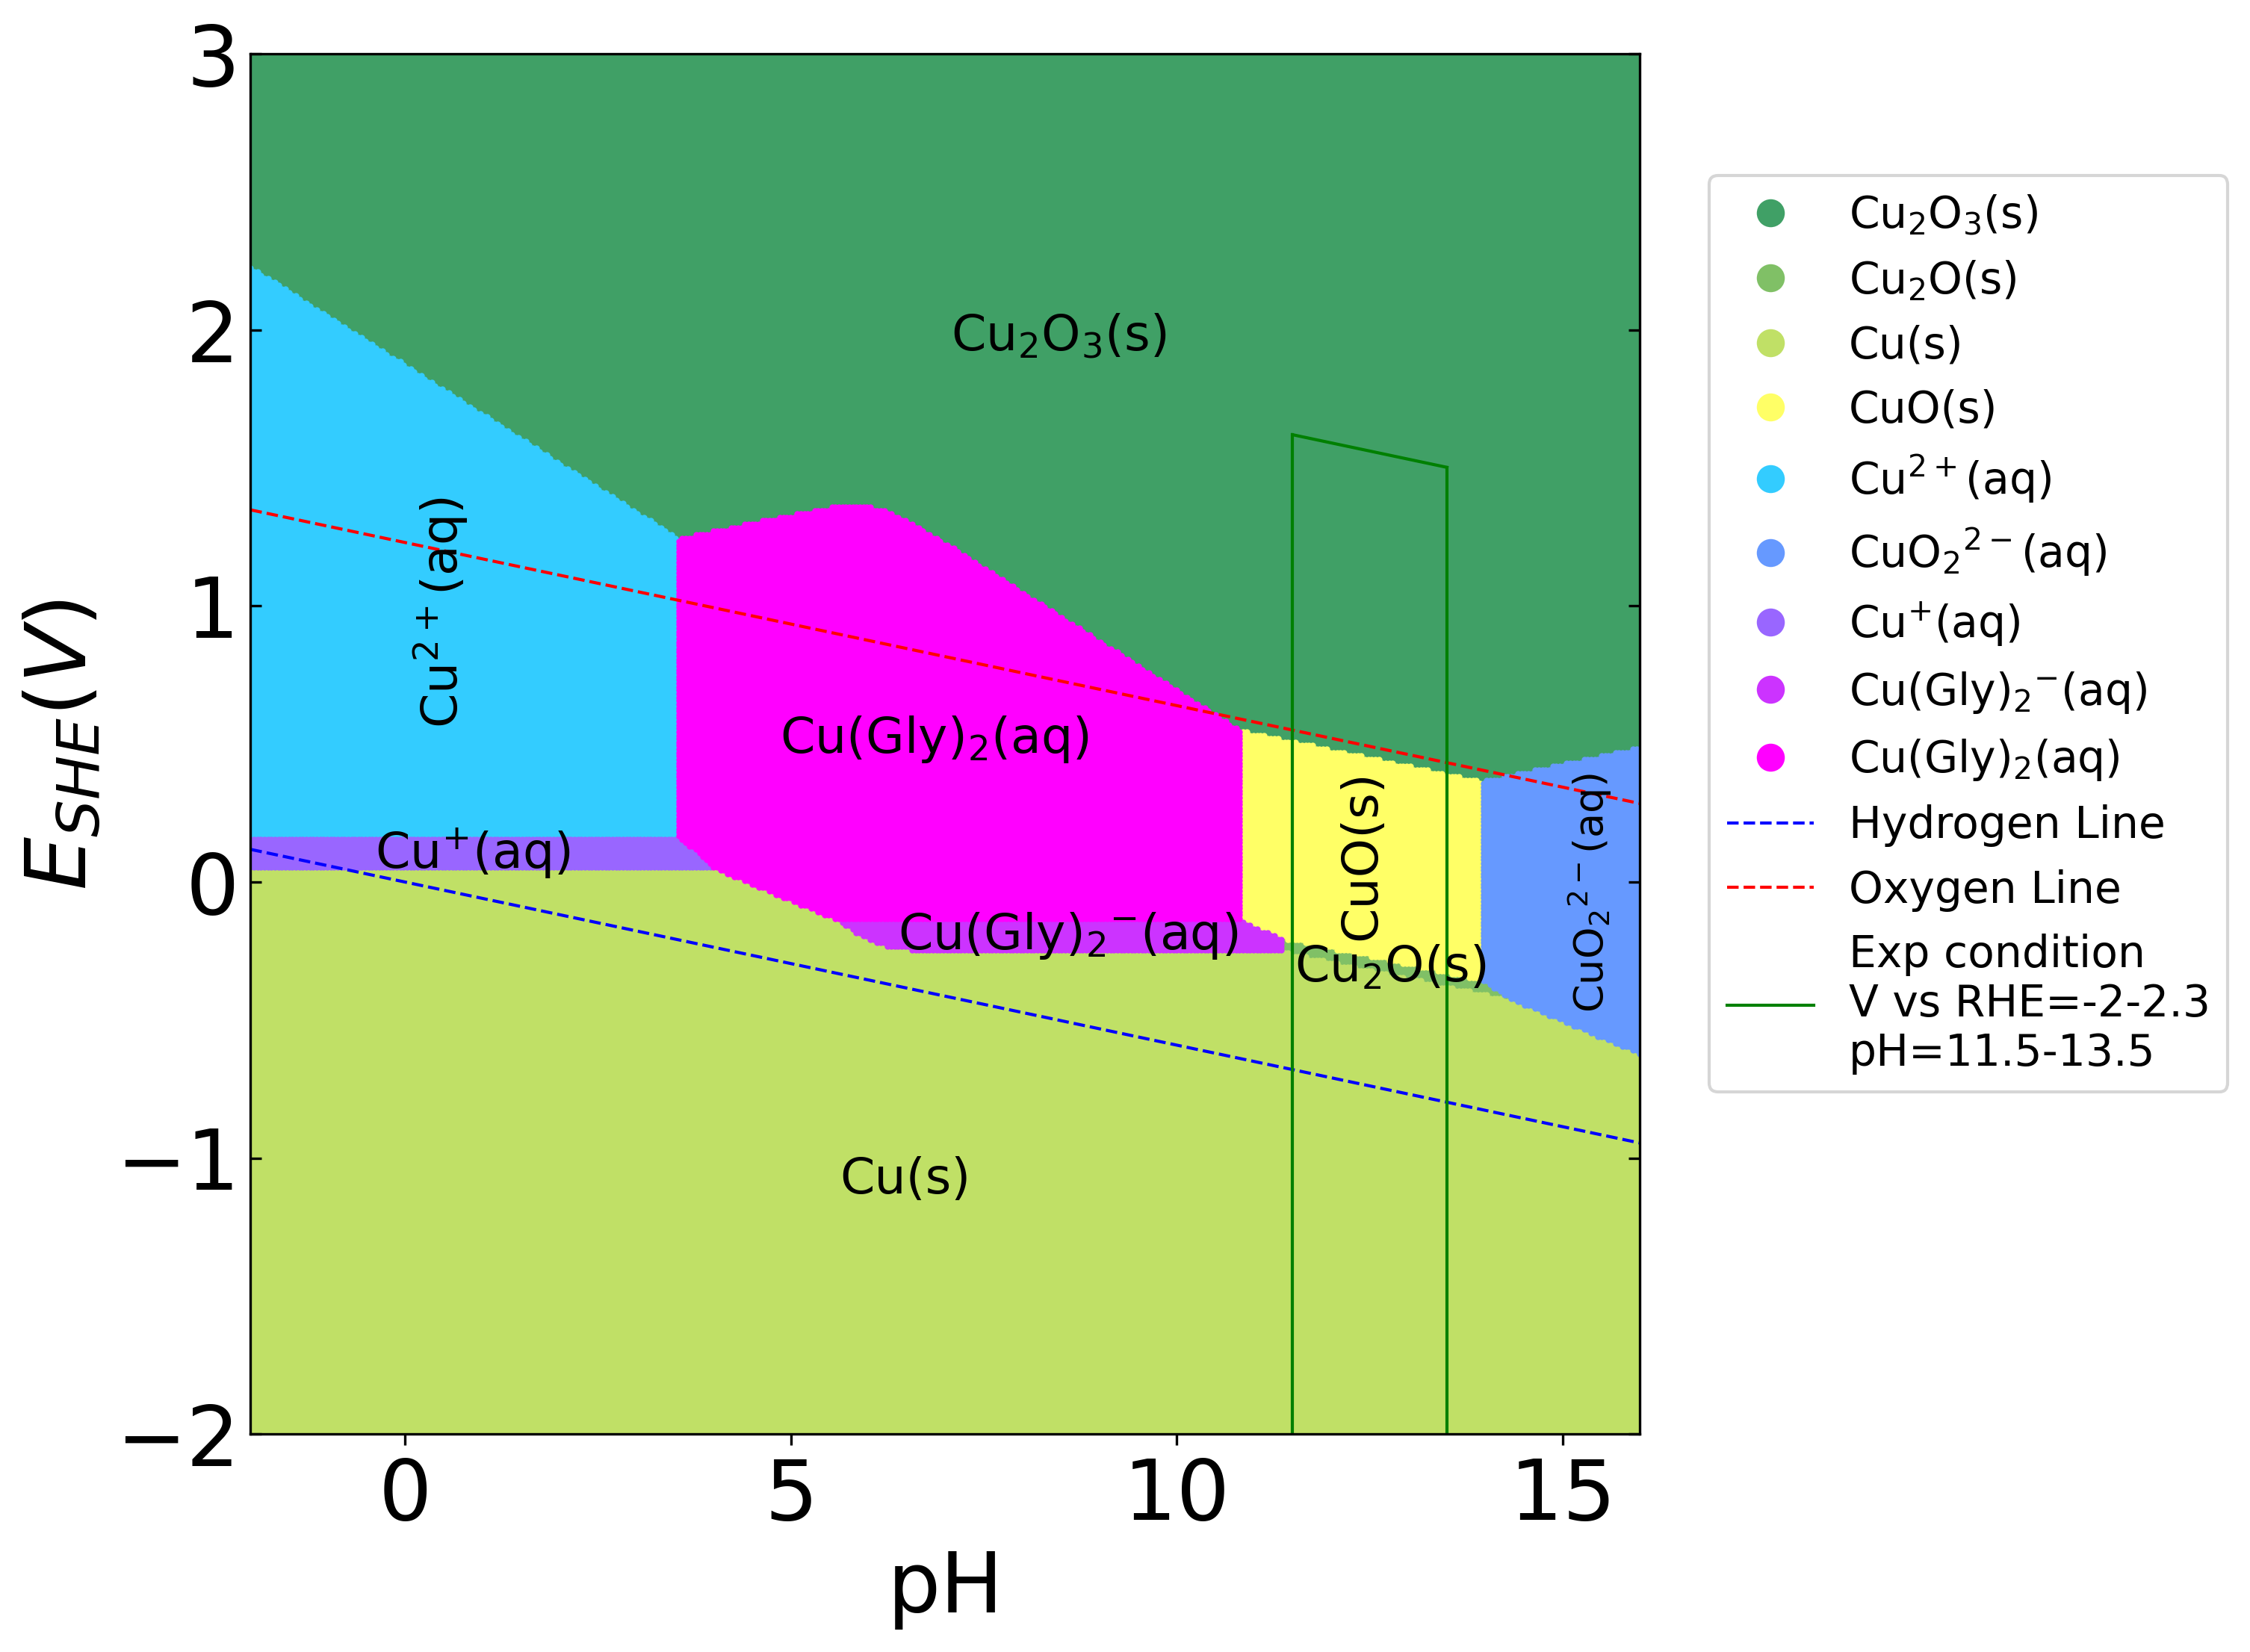 3
2
1
0
−1
−2
E_SHE(V)
0 5 10 15
pH
Cu₂O₃(s)
Cu²⁺(aq)
Cu⁺(aq)
Cu(Gly)₂(aq)
Cu(Gly)₂⁻(aq)
CuO(s)
Cu₂O(s)
CuO₂²⁻(aq)
Cu(s)
Cu₂O₃(s)
Cu₂O(s)
Cu(s)
CuO(s)
Cu²⁺(aq)
CuO₂²⁻(aq)
Cu⁺(aq)
Cu(Gly)₂⁻(aq)
Cu(Gly)₂(aq)
Hydrogen Line
Oxygen Line
Exp condition
V vs RHE=-2-2.3
pH=11.5-13.5